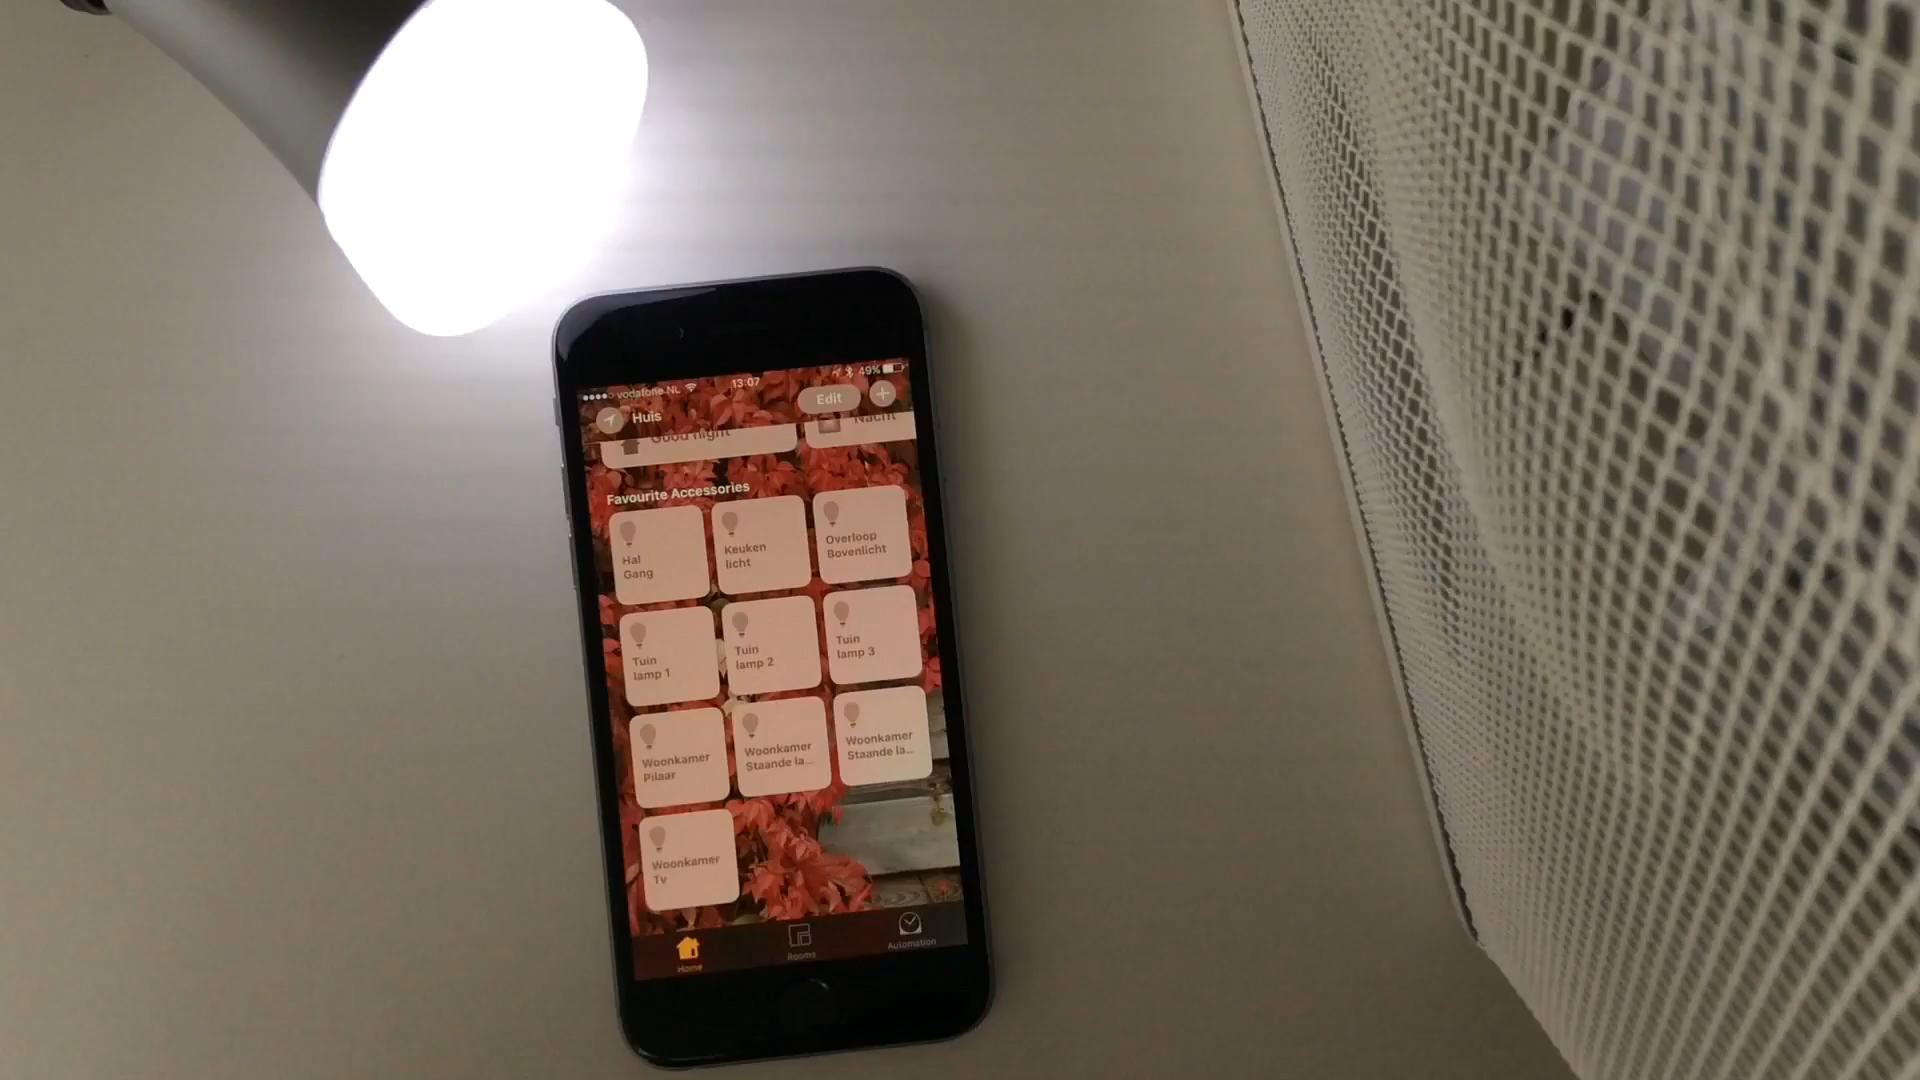 vodafone NL 13:07 49%
Huis Edit
Good night Nacht
Favourite Accessories
Hal
Gang
Keuken
licht
Overloop
Bovenlicht
Tuin
lamp 1
Tuin
lamp 2
Tuin
lamp 3
Woonkamer
Pilaar
Woonkamer
Staande la...
Woonkamer
Staande la...
Woonkamer
Tv
Home Rooms Automation